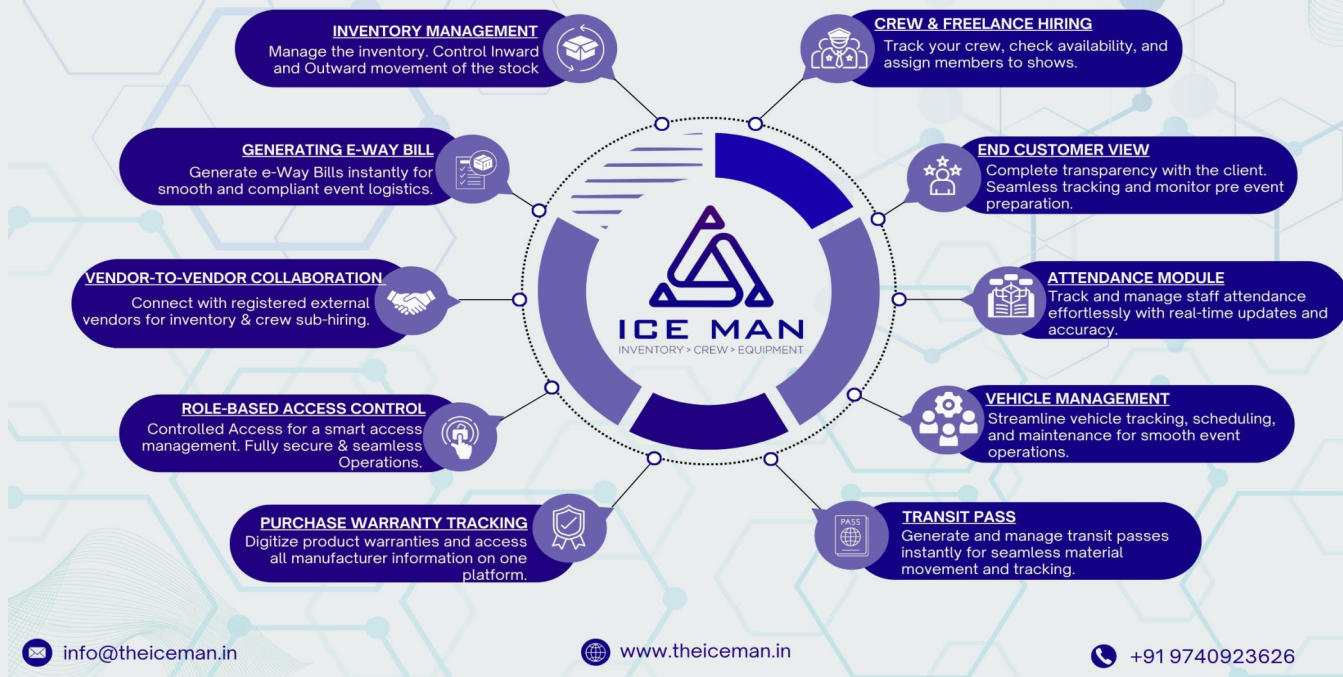 INVENTORY MANAGEMENT
Manage the inventory. Control Inward
and Outward movement of the stock
GENERATING E-WAY BILL
Generate e-Way Bills instantly for
smooth and compliant event logistics.
VENDOR-TO-VENDOR COLLABORATION
Connect with registered external
vendors for inventory & crew sub-hiring.
ROLE-BASED ACCESS CONTROL
Controlled Access for a smart access
management. Fully secure & seamless
Operations.
PURCHASE WARRANTY TRACKING
Digitize product warranties and access
all manufacturer information on one
platform.
ICE MAN
INVENTORY > CREW > EQUIPMENT
CREW & FREELANCE HIRING
Track your crew, check availability, and
assign members to shows.
END CUSTOMER VIEW
Complete transparency with the client.
Seamless tracking and monitor pre event
preparation.
ATTENDANCE MODULE
Track and manage staff attendance
effortlessly with real-time updates and
accuracy.
VEHICLE MANAGEMENT
Streamline vehicle tracking, scheduling,
and maintenance for smooth event
operations.
PASS
TRANSIT PASS
Generate and manage transit passes
instantly for seamless material
movement and tracking.
info@theiceman.in
www.theiceman.in
+91 9740923626